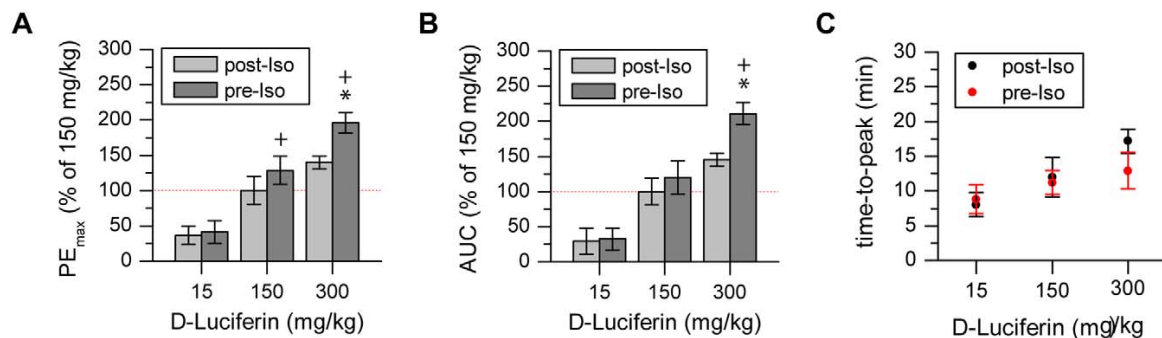 A
PE_max (% of 150 mg/kg)
300
250
200
150
100
50
0
post-Iso
pre-Iso
+
+
*
15 150 300
D-Luciferin (mg/kg)
B
AUC (% of 150 mg/kg)
300
250
200
150
100
50
0
post-Iso
pre-Iso
+
*
15 150 300
D-Luciferin (mg/kg)
C
time-to-peak (min)
30
25
20
15
10
5
0
post-Iso
pre-Iso
15 150 300
D-Luciferin (mg/kg)